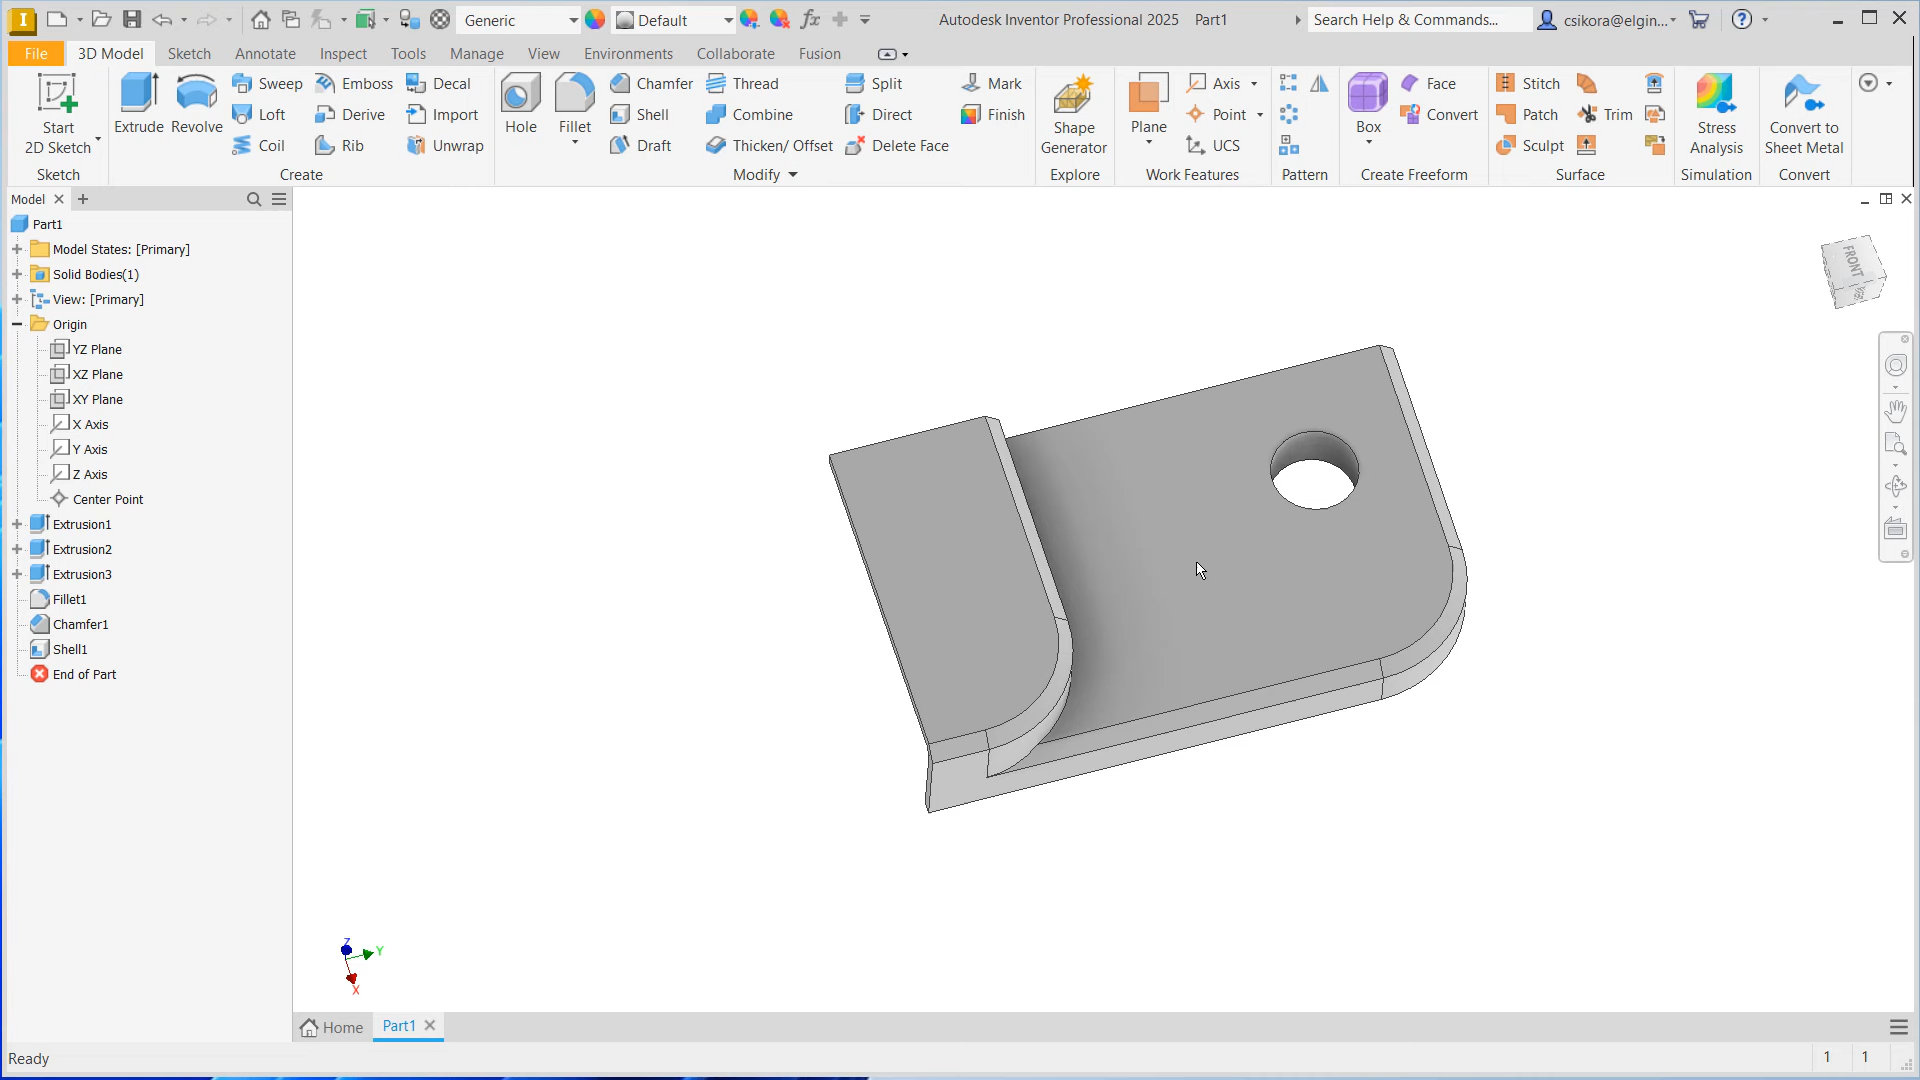 Generic
Default
fx
Autodesk Inventor Professional 2025 Part1
Search Help & Commands...
csikora@elgin...
File 3D Model Sketch Annotate Inspect Tools Manage View Environments Collaborate Fusion
Start
2D Sketch
Sketch
Extrude
Revolve
Sweep
Loft
Coil
Emboss
Derive
Rib
Decal
Import
Unwrap
Create
Hole
Fillet
Chamfer
Shell
Draft
Thread
Combine
Thicken/ Offset
Split
Direct
Delete Face
Mark
Finish
Modify
Shape
Generator
Explore
Plane
Axis
Point
UCS
Work Features
Pattern
Box
Face
Convert
Create Freeform
Stitch
Patch
Sculpt
Trim
Surface
Stress
Analysis
Simulation
Convert to
Sheet Metal
Convert
Model
Part1
Model States: [Primary]
Solid Bodies(1)
View: [Primary]
Origin
YZ Plane
XZ Plane
XY Plane
X Axis
Y Axis
Z Axis
Center Point
Extrusion1
Extrusion2
Extrusion3
Fillet1
Chamfer1
Shell1
End of Part
FRONT
Z
Y
X
Home
Part1
Ready
1 1